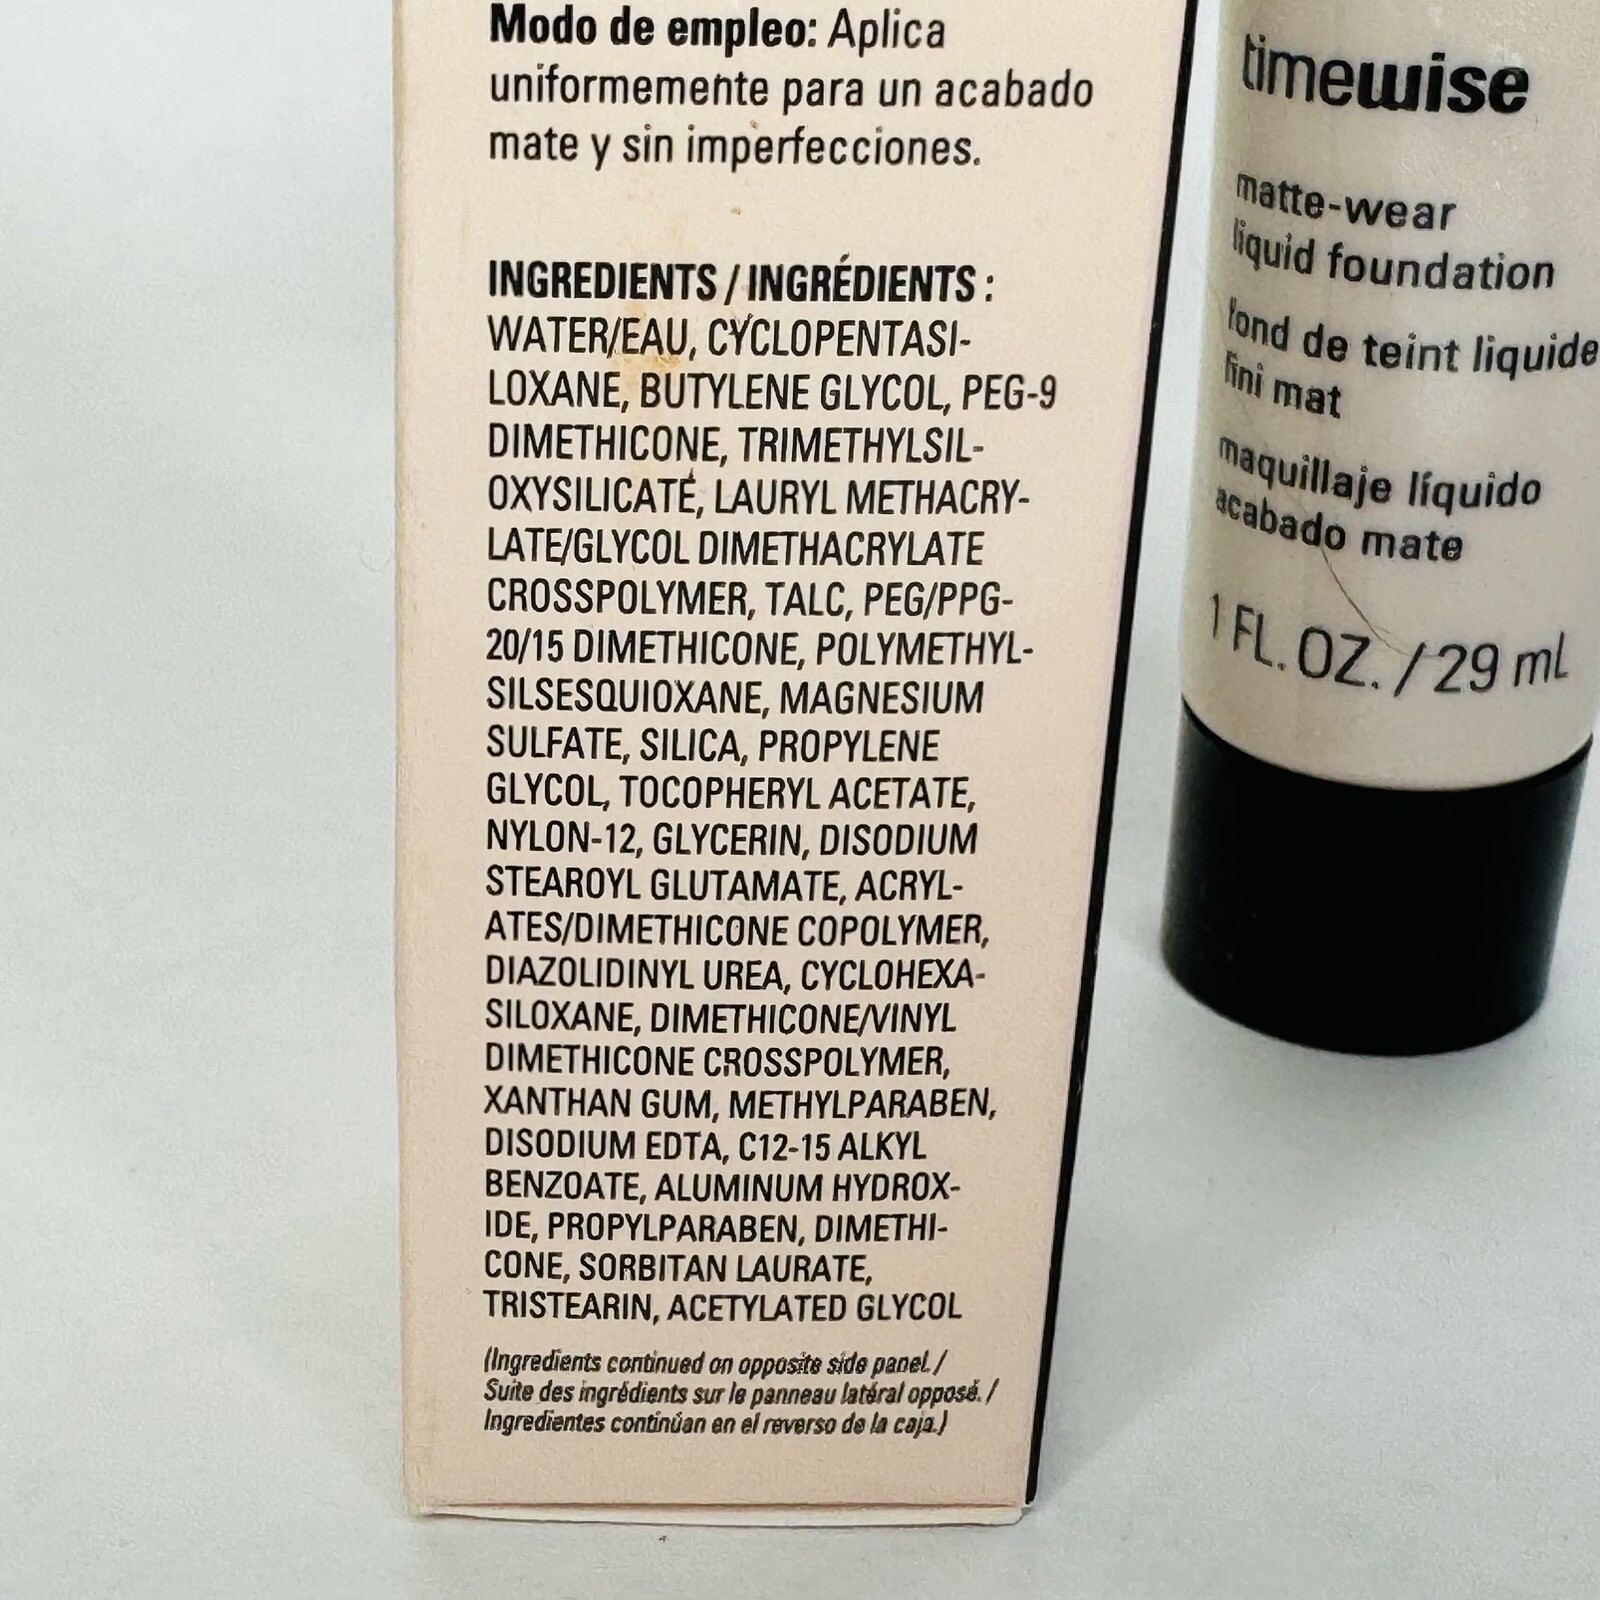 Modo de empleo: Aplica
uniformemente para un acabado
mate y sin imperfecciones.
INGREDIENTS / INGRÉDIENTS :
WATER/EAU, CYCLOPENTASI-
LOXANE, BUTYLENE GLYCOL, PEG-9
DIMETHICONE, TRIMETHYLSIL-
OXYSILICATE, LAURYL METHACRY-
LATE/GLYCOL DIMETHACRYLATE
CROSSPOLYMER, TALC, PEG/PPG-
20/15 DIMETHICONE, POLYMETHYL-
SILSESQUIOXANE, MAGNESIUM
SULFATE, SILICA, PROPYLENE
GLYCOL, TOCOPHERYL ACETATE,
NYLON-12, GLYCERIN, DISODIUM
STEAROYL GLUTAMATE, ACRYL-
ATES/DIMETHICONE COPOLYMER,
DIAZOLIDINYL UREA, CYCLOHEXA-
SILOXANE, DIMETHICONE/VINYL
DIMETHICONE CROSSPOLYMER,
XANTHAN GUM, METHYLPARABEN,
DISODIUM EDTA, C12-15 ALKYL
BENZOATE, ALUMINUM HYDROX-
IDE, PROPYLPARABEN, DIMETHI-
CONE, SORBITAN LAURATE,
TRISTEARIN, ACETYLATED GLYCOL
(Ingredients continued on opposite side panel. /
Suite des ingrédients sur le panneau latéral opposé. /
Ingredientes continúan en el reverso de la caja.)
timewise
matte-wear
liquid foundation
fond de teint liquide
fini mat
maquillaje líquido
acabado mate
1 FL. OZ. / 29 ml